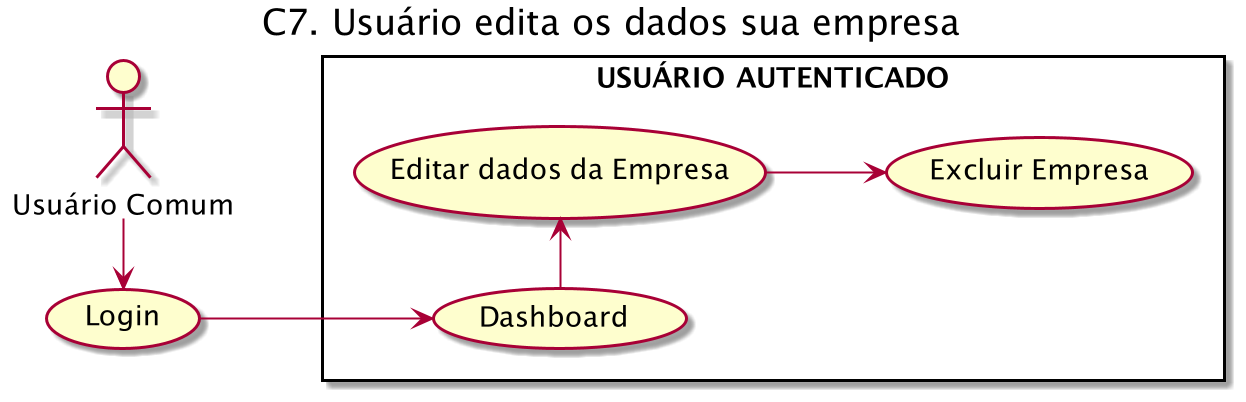 C7. Usuário edita os dados sua empresa
USUÁRIO AUTENTICADO
Editar dados da Empresa
Excluir Empresa
Usuário Comum
Login
Dashboard